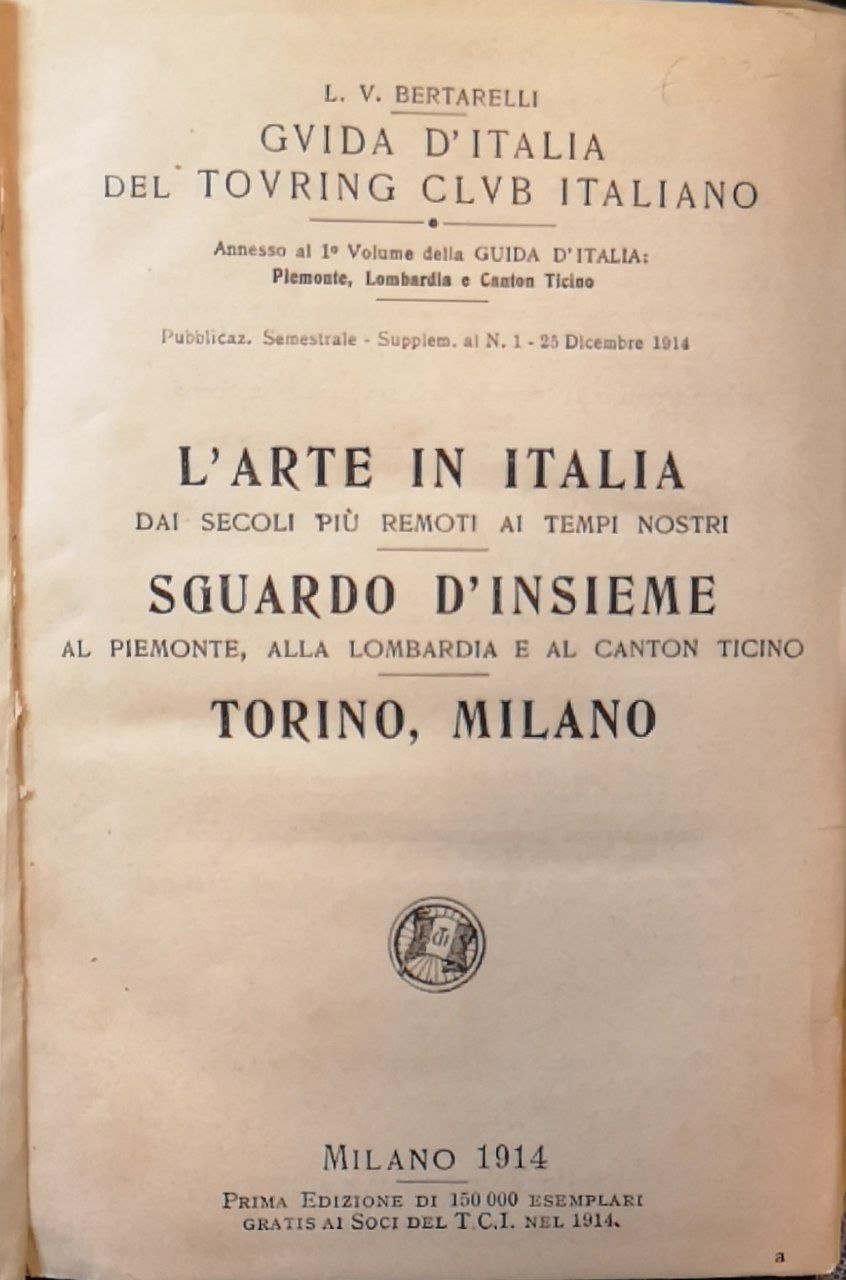 L. V. BERTARELLI
GVIDA D'ITALIA
DEL TOVRING CLVB ITALIANO
Annesso al 1º Volume della GUIDA D'ITALIA:
Piemonte, Lombardia e Canton Ticino
Pubblicaz. Semestrale - Supplem. al N. 1 - 25 Dicembre 1914
L'ARTE IN ITALIA
DAI SECOLI PIÙ REMOTI AI TEMPI NOSTRI
SGUARDO D'INSIEME
AL PIEMONTE, ALLA LOMBARDIA E AL CANTON TICINO
TORINO, MILANO
MILANO 1914
PRIMA EDIZIONE DI 150 000 ESEMPLARI
GRATIS AI SOCI DEL T.C.I. NEL 1914.
a